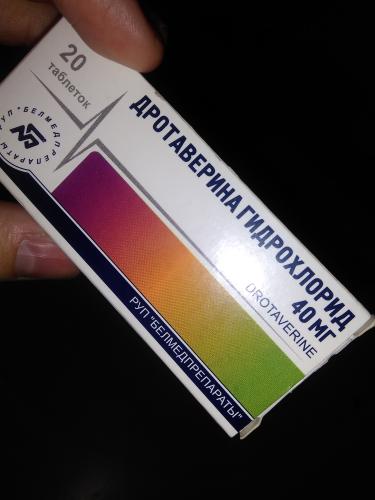 20
таблеток
РУП "БЕЛМЕДПРЕПАРАТЫ"
ДРОТАВЕРИНА ГИДРОХЛОРИД
40 МГ
DROTAVERINE
РУП "БЕЛМЕДПРЕПАРАТЫ"